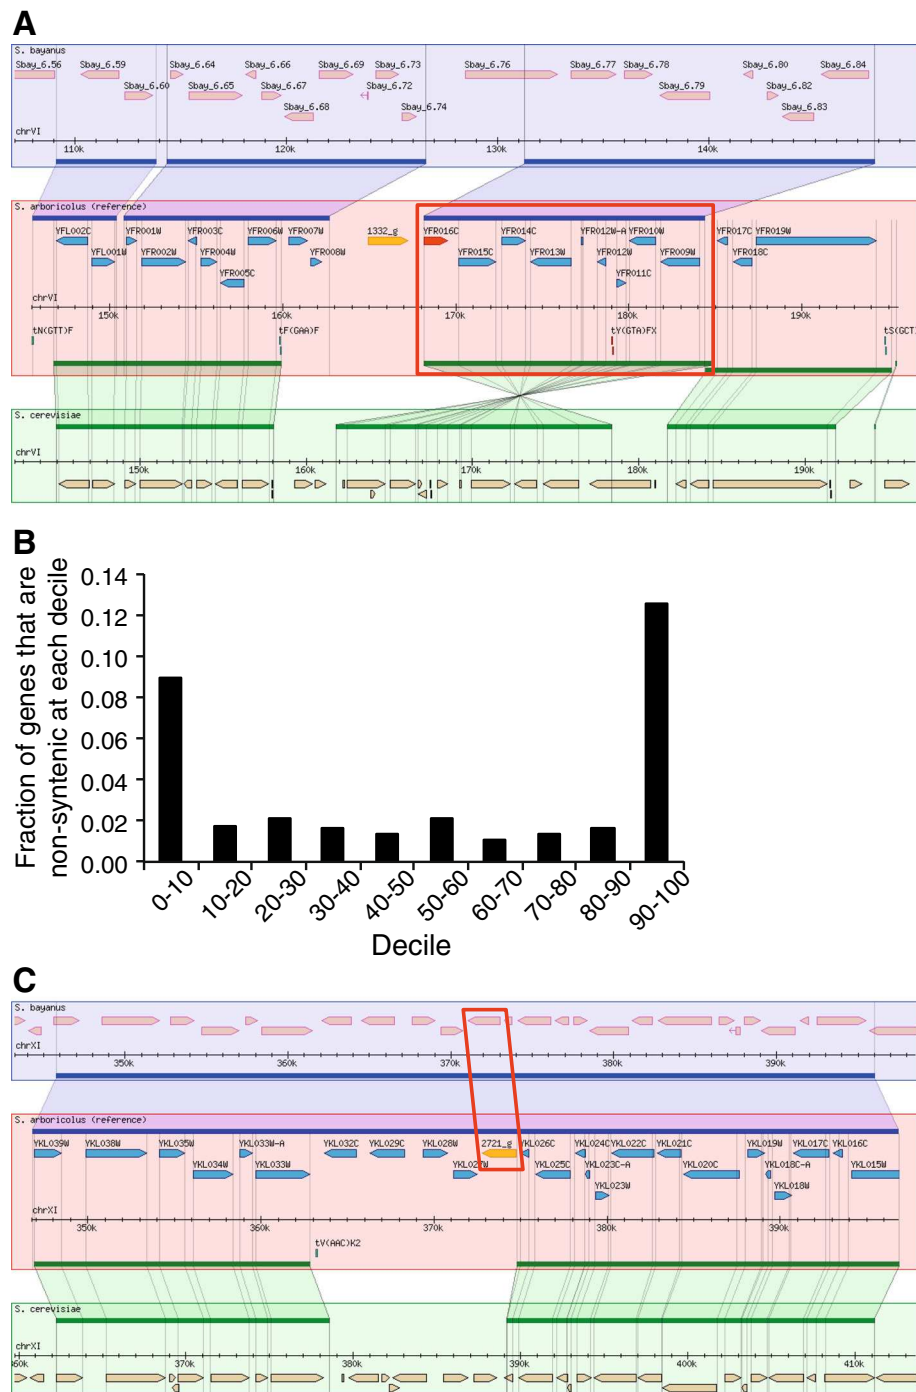 A
S. bayanus
Sbay_6.56 Sbay_6.59 Sbay_6.64 Sbay_6.66 Sbay_6.69 Sbay_6.73 Sbay_6.76 Sbay_6.77 Sbay_6.78 Sbay_6.80 Sbay_6.84
Sbay_6.60 Sbay_6.65 Sbay_6.67 Sbay_6.72 Sbay_6.79 Sbay_6.82
Sbay_6.68 Sbay_6.74 Sbay_6.83
chrVI
110k 120k 130k 140k
S. arboricolus (reference)
YFL002C YFR001W YFR003C YFR006W YFR007W 1332_g YFR016C YFR014C YFR012W-A YFR010W YFR017C YFR019W
YFL001W YFR002W YFR004W YFR008W YFR015C YFR013W YFR012W YFR009W YFR018C
YFR005C YFR011C
chrVI
150k 160k 170k 180k 190k
tN(GTT)F tF(GAA)F tY(GTA)FX tS(GCT)
S. cerevisiae
chrVI
150k 160k 170k 180k 190k
B
Fraction of genes that are
non-syntenic at each decile
0.14
0.12
0.10
0.08
0.06
0.04
0.02
0.00
0-10 10-20 20-30 30-40 40-50 50-60 60-70 70-80 80-90 90-100
Decile
C
S. bayanus
chrXI
350k 360k 370k 380k 390k
S. arboricolus (reference)
YKL039W YKL038W YKL035W YKL033W-A YKL032C YKL029C YKL028W 2721_g YKL026C YKL024C YKL022C YKL021C YKL019W YKL017C YKL016C
YKL034W YKL033W YKL027W YKL025C YKL023C-A YKL020C YKL018C-A YKL015W
YKL023W YKL018W
chrXI
350k 360k 370k 380k 390k
tV(AAC)K2
S. cerevisiae
chrXI
370k 380k 390k 400k 410k